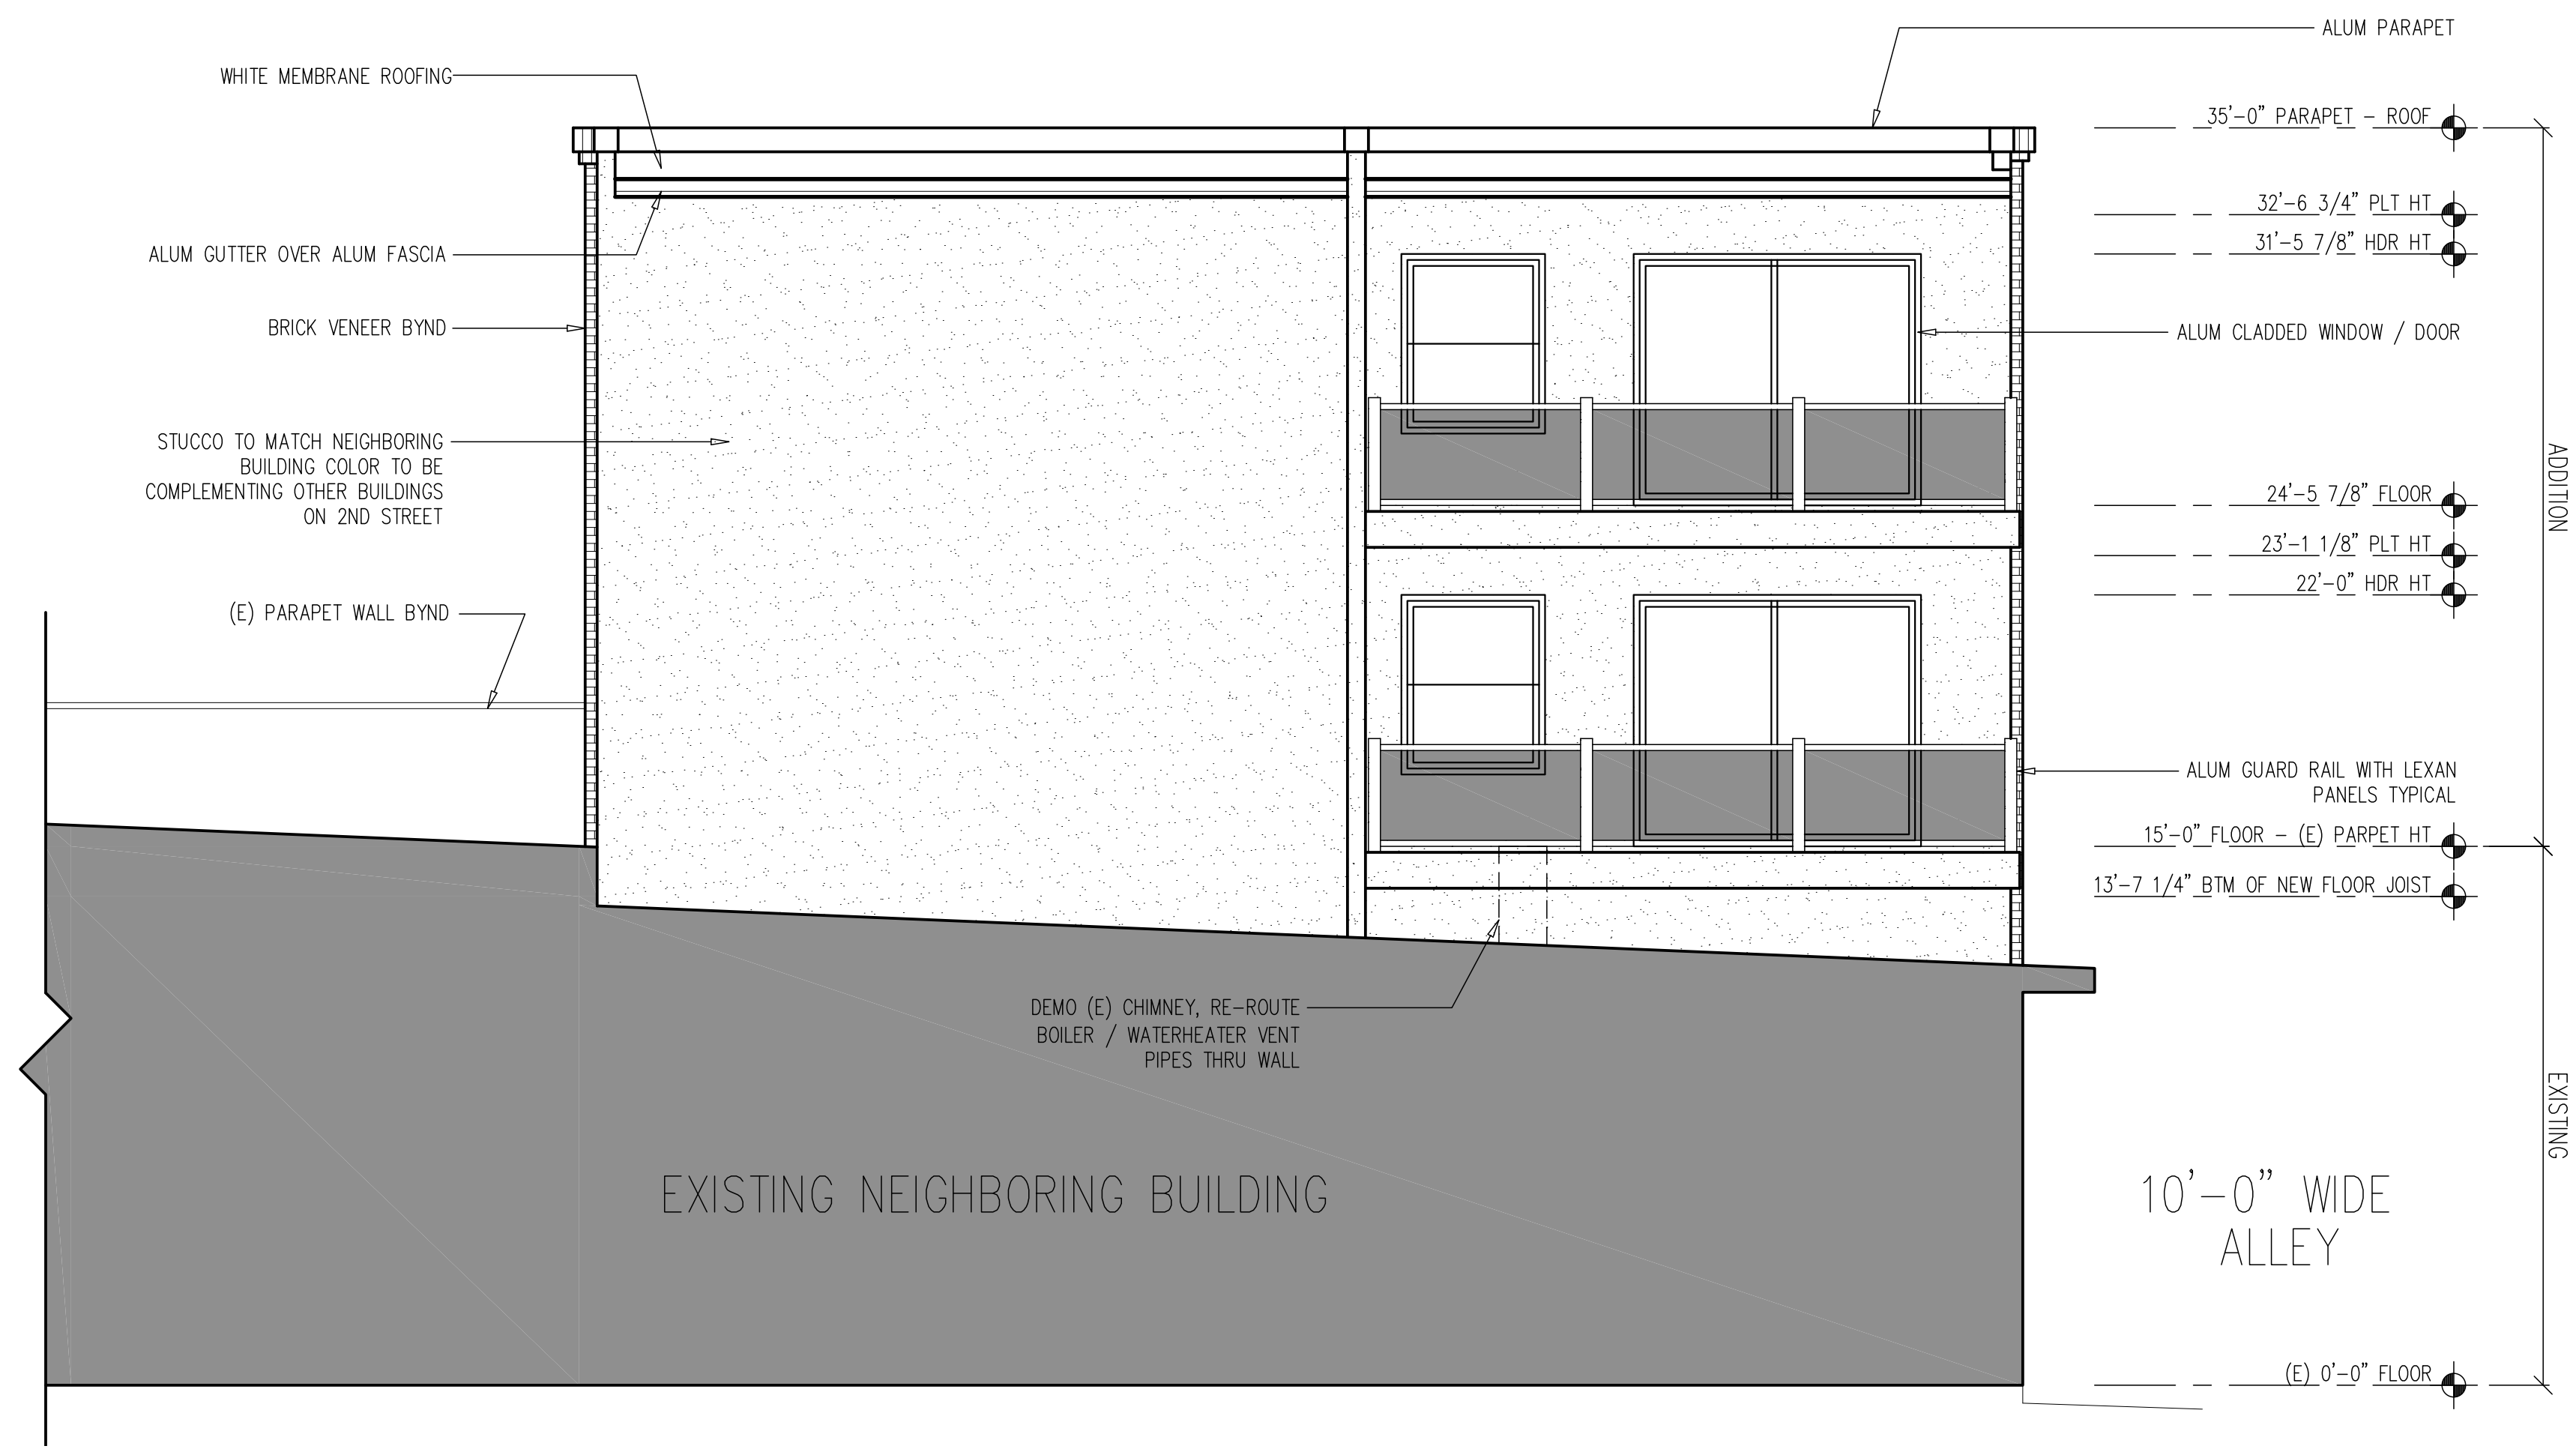 ALUM PARAPET
WHITE MEMBRANE ROOFING
35'-0" PARAPET - ROOF
32'-6 3/4" PLT HT
31'-5 7/8" HDR HT
ALUM GUTTER OVER ALUM FASCIA
BRICK VENEER BYND
ALUM CLADDED WINDOW / DOOR
STUCCO TO MATCH NEIGHBORING
BUILDING COLOR TO BE
COMPLEMENTING OTHER BUILDINGS
ON 2ND STREET
ADDITION
24'-5 7/8" FLOOR
23'-1 1/8" PLT HT
22'-0" HDR HT
(E) PARAPET WALL BYND
ALUM GUARD RAIL WITH LEXAN
PANELS TYPICAL
15'-0" FLOOR - (E) PARPET HT
13'-7 1/4" BTM OF NEW FLOOR JOIST
DEMO (E) CHIMNEY, RE-ROUTE
BOILER / WATERHEATER VENT
PIPES THRU WALL
EXISTING
EXISTING NEIGHBORING BUILDING
10'-0" WIDE
ALLEY
(E) 0'-0" FLOOR